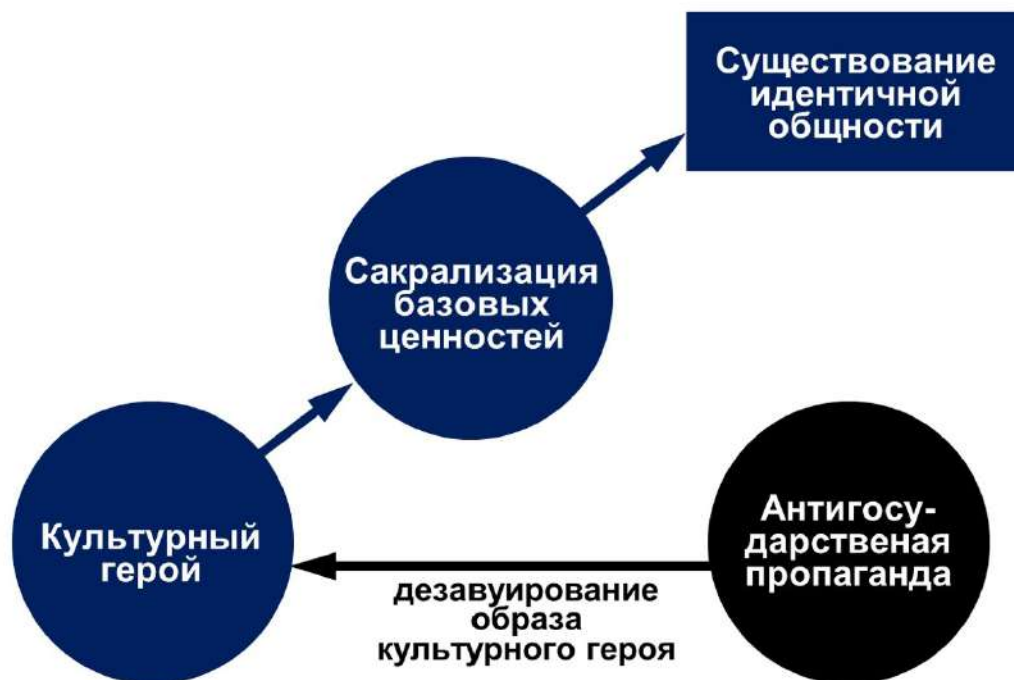 Существование
идентичной
общности
Сакрализация
базовых
ценностей
Культурный
герой
Антигосу-
дарственая
пропаганда
дезавуирование
образа
культурного героя